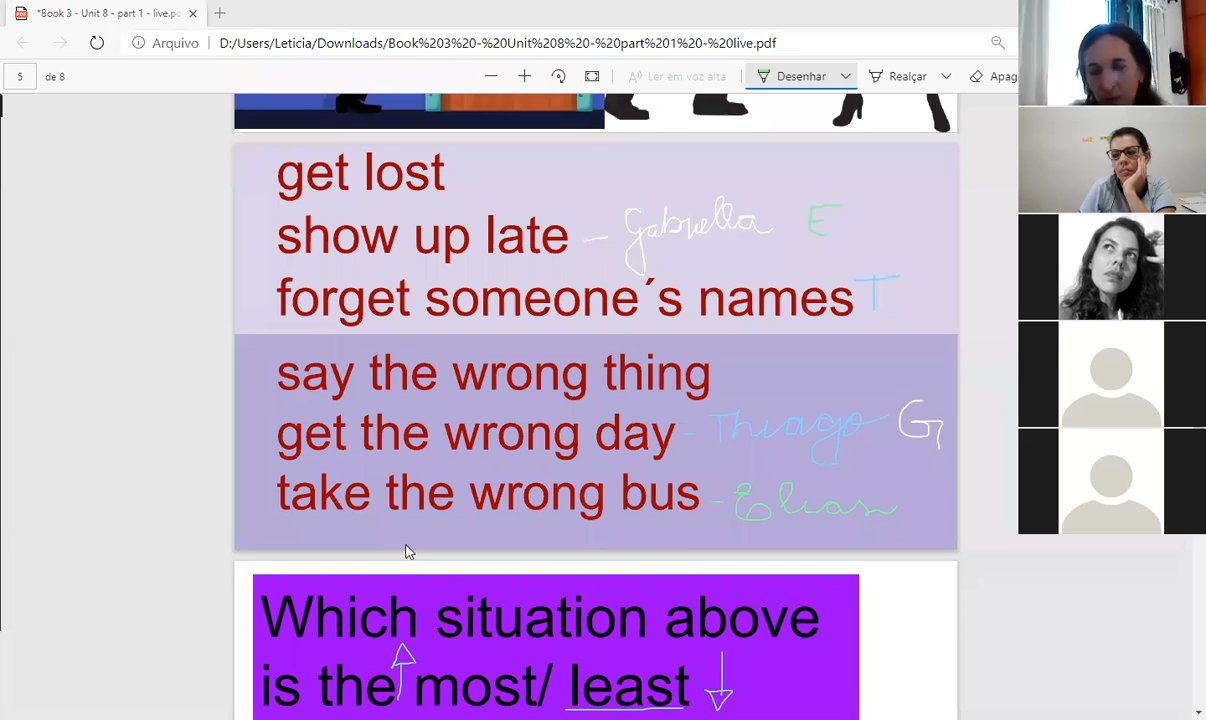 *Book 3 - Unit 8 - part 1 - live.p
Arquivo D:/Users/Leticia/Downloads/Book%203%20-%20Unit%208%20-%20part%201%20-%20live.pdf
5 de 8 Ler em voz alta Desenhar Realçar Apag
get lost
show up late - Gabriella E
forget someone´s names T
say the wrong thing
get the wrong day - Thiago G
take the wrong bus - Elias
Which situation above
is the most/ least